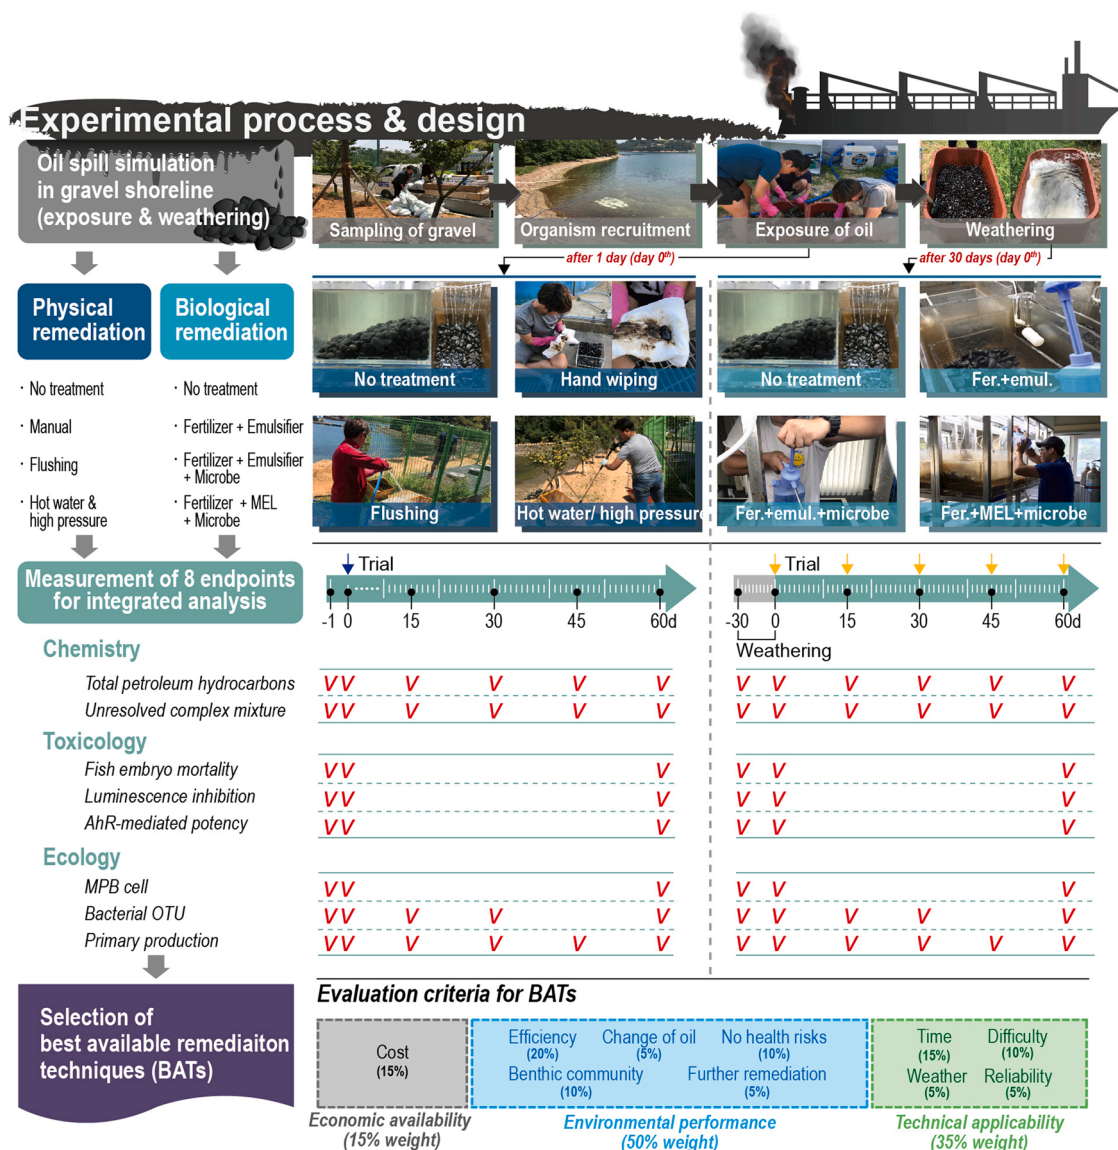 Experimental process & design
Oil spill simulation
in gravel shoreline
(exposure & weathering)
Sampling of gravel
Organism recruitment
Exposure of oil
Weathering
after 1 day (day 0th)
after 30 days (day 0th)
Physical
remediation
Biological
remediation
· No treatment
· Manual
· Flushing
· Hot water &
high pressure
· No treatment
· Fertilizer + Emulsifier
· Fertilizer + Emulsifier
+ Microbe
· Fertilizer + MEL
+ Microbe
No treatment
Hand wiping
No treatment
Fer.+emul.
Flushing
Hot water/ high pressure
Fer.+emul.+microbe
Fer.+MEL+microbe
Measurement of 8 endpoints
for integrated analysis
Trial
-1 0 15 30 45 60d
Trial
-30 0 15 30 45 60d
Weathering
Chemistry
Total petroleum hydrocarbons V V V V V V V V V V V V
Unresolved complex mixture V V V V V V V V V V V V
Toxicology
Fish embryo mortality V V V V V V
Luminescence inhibition V V V V V V
AhR-mediated potency V V V V V V
Ecology
MPB cell V V V V V V
Bacterial OTU V V V V V V V V V V
Primary production V V V V V V V V V V V V
Selection of
best available remediaiton
techniques (BATs)
Evaluation criteria for BATs
Cost
(15%)
Economic availability
(15% weight)
Efficiency
(20%)
Change of oil
(5%)
No health risks
(10%)
Benthic community
(10%)
Further remediation
(5%)
Environmental performance
(50% weight)
Time
(15%)
Difficulty
(10%)
Weather
(5%)
Reliability
(5%)
Technical applicability
(35% weight)